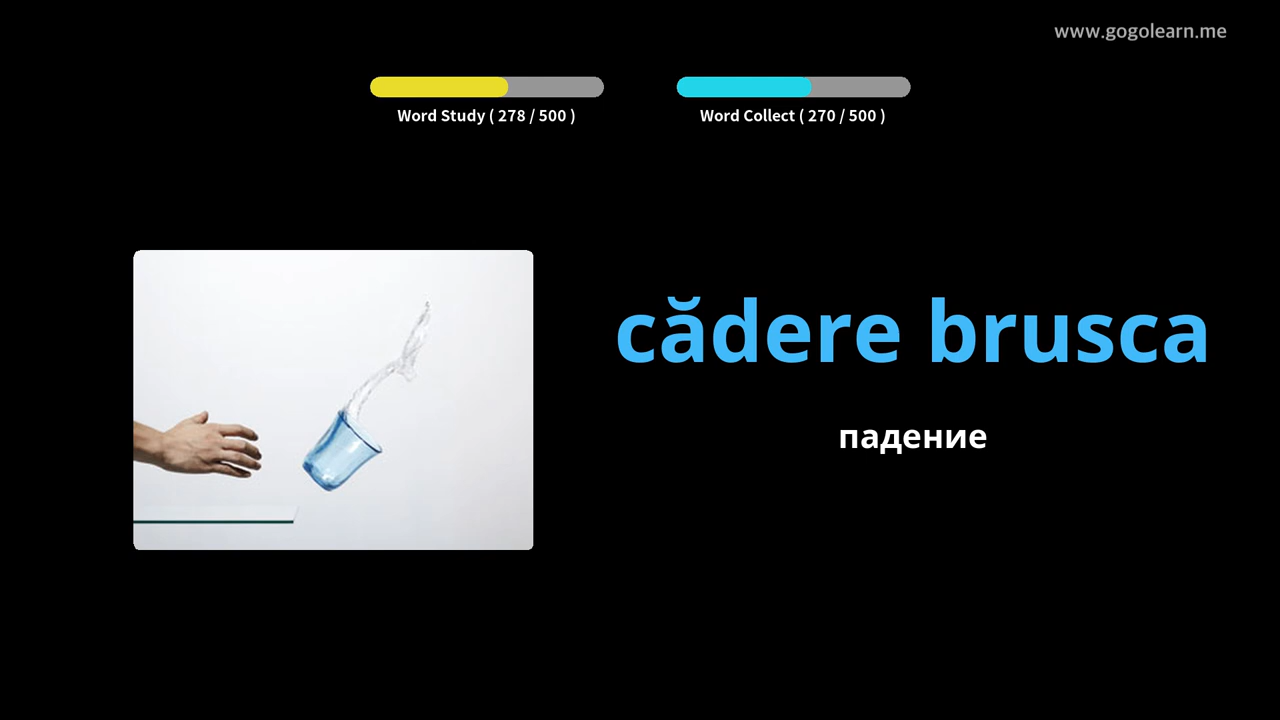 www.gogolearn.me
Word Study ( 278 / 500 )
Word Collect ( 270 / 500 )
cădere brusca
падение